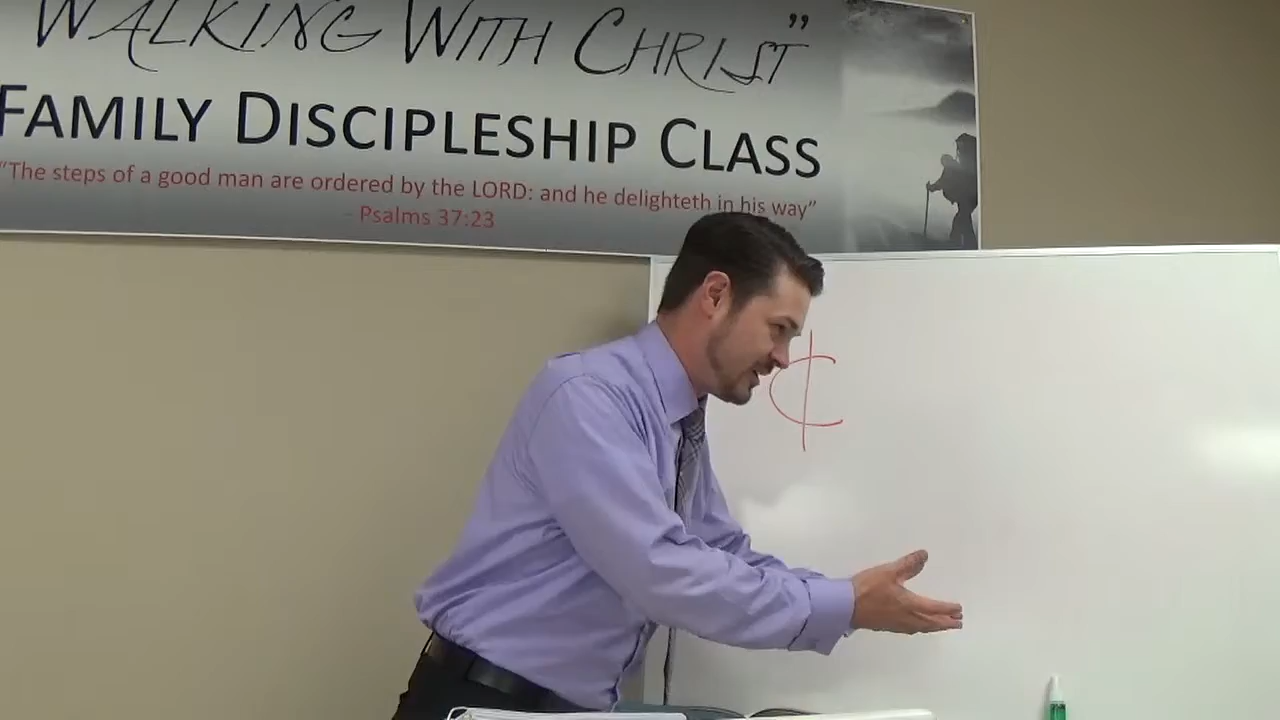 WALKING WITH CHRIST”
FAMILY DISCIPLESHIP CLASS
“The steps of a good man are ordered by the LORD: and he delighteth in his way”
- Psalms 37:23
¢